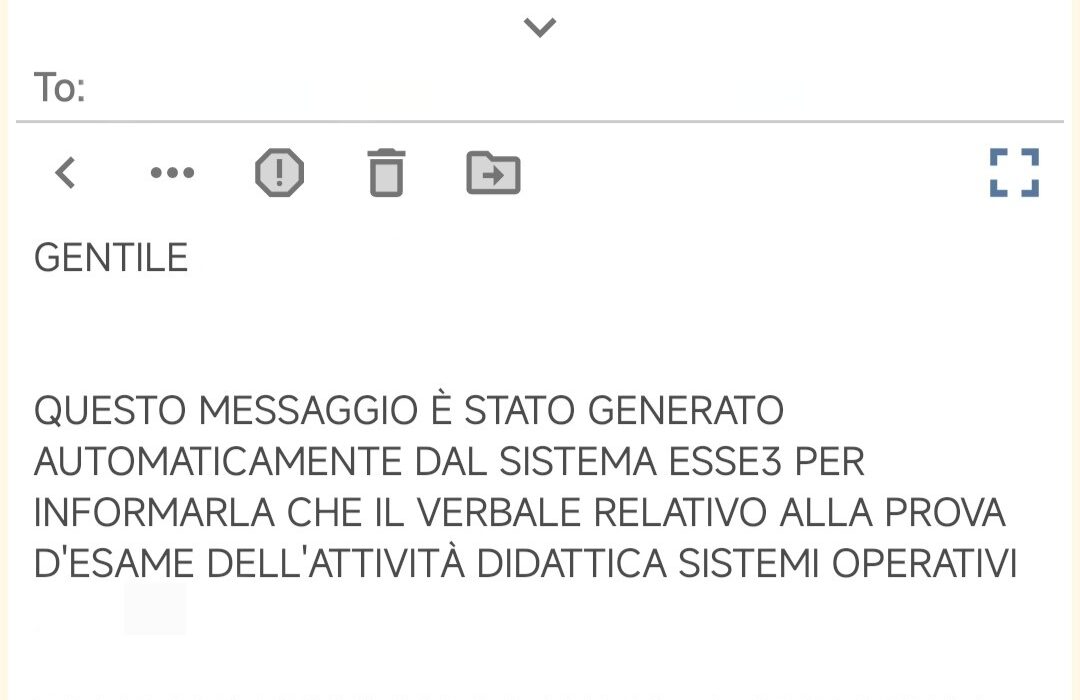 To:
GENTILE
QUESTO MESSAGGIO È STATO GENERATO
AUTOMATICAMENTE DAL SISTEMA ESSE3 PER
INFORMARLA CHE IL VERBALE RELATIVO ALLA PROVA
D'ESAME DELL'ATTIVITÀ DIDATTICA SISTEMI OPERATIVI